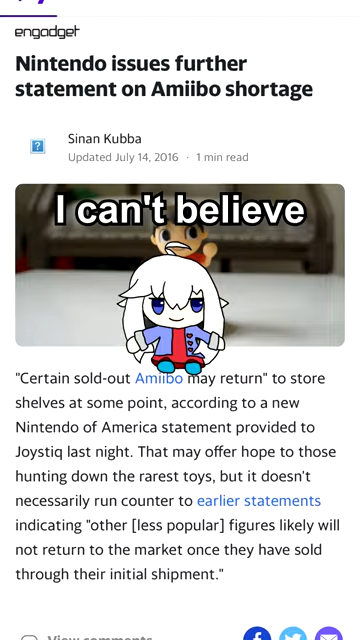 engadget
Nintendo issues further
statement on Amiibo shortage
Sinan Kubba
Updated July 14, 2016 · 1 min read
I can't believe
"Certain sold-out Amiibo may return" to store
shelves at some point, according to a new
Nintendo of America statement provided to
Joystiq last night. That may offer hope to those
hunting down the rarest toys, but it doesn't
necessarily run counter to earlier statements
indicating "other [less popular] figures likely will
not return to the market once they have sold
through their initial shipment."
View comments